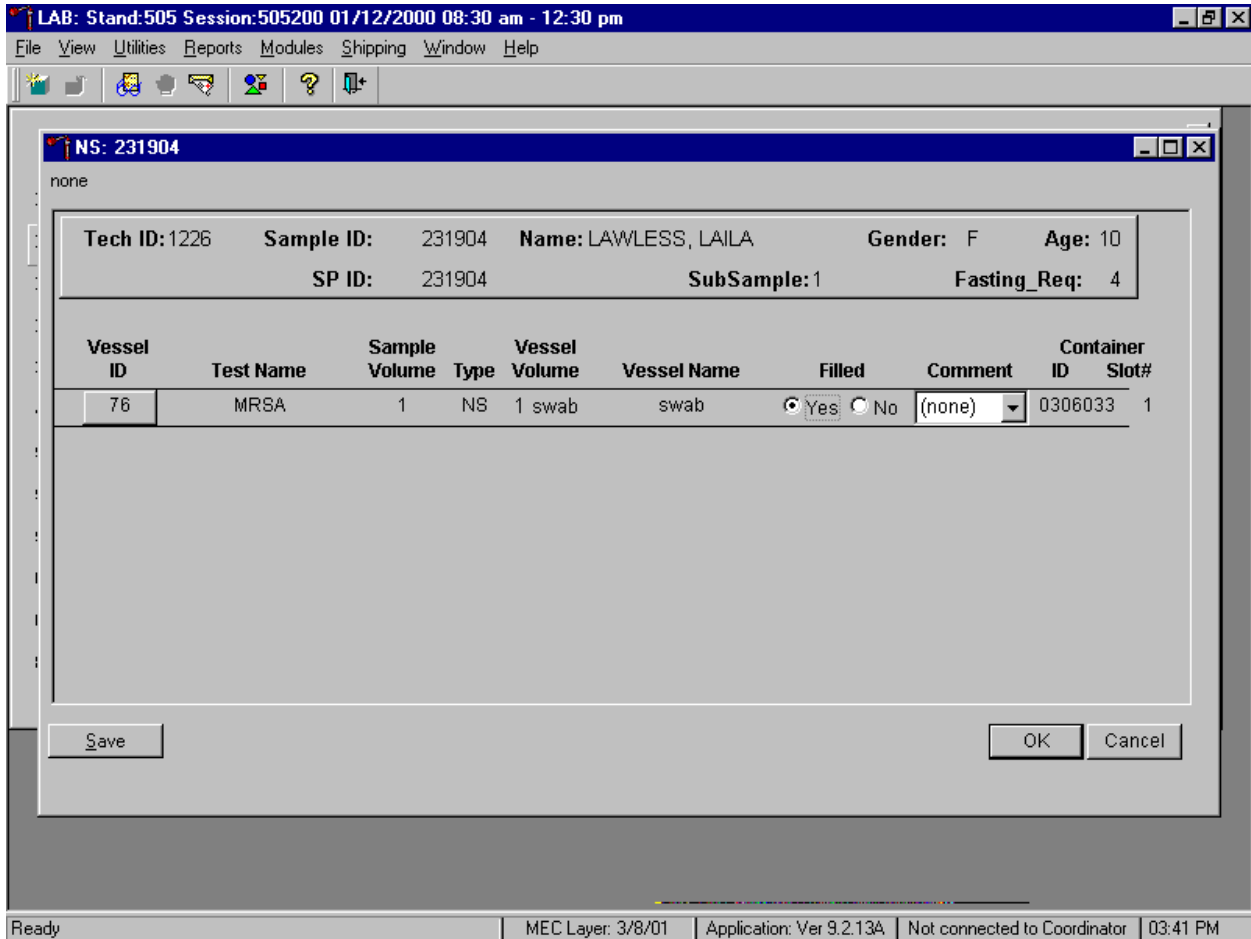 LAB: Stand:505 Session:505200 01/12/2000 08:30 am - 12:30 pm
File View Utilities Reports Modules Shipping Window Help
NS: 231904
none
Tech ID: 1226 Sample ID: 231904 Name: LAWLESS, LAILA Gender: F Age: 10
SP ID: 231904 SubSample: 1 Fasting_Req: 4
Vessel Sample Vessel Container
ID Test Name Volume Type Volume Vessel Name Filled Comment ID Slot#
76 MRSA 1 NS 1 swab swab Yes No (none) 0306033 1
Save OK Cancel
Ready MEC Layer: 3/8/01 Application: Ver 9.2.13A Not connected to Coordinator 03:41 PM